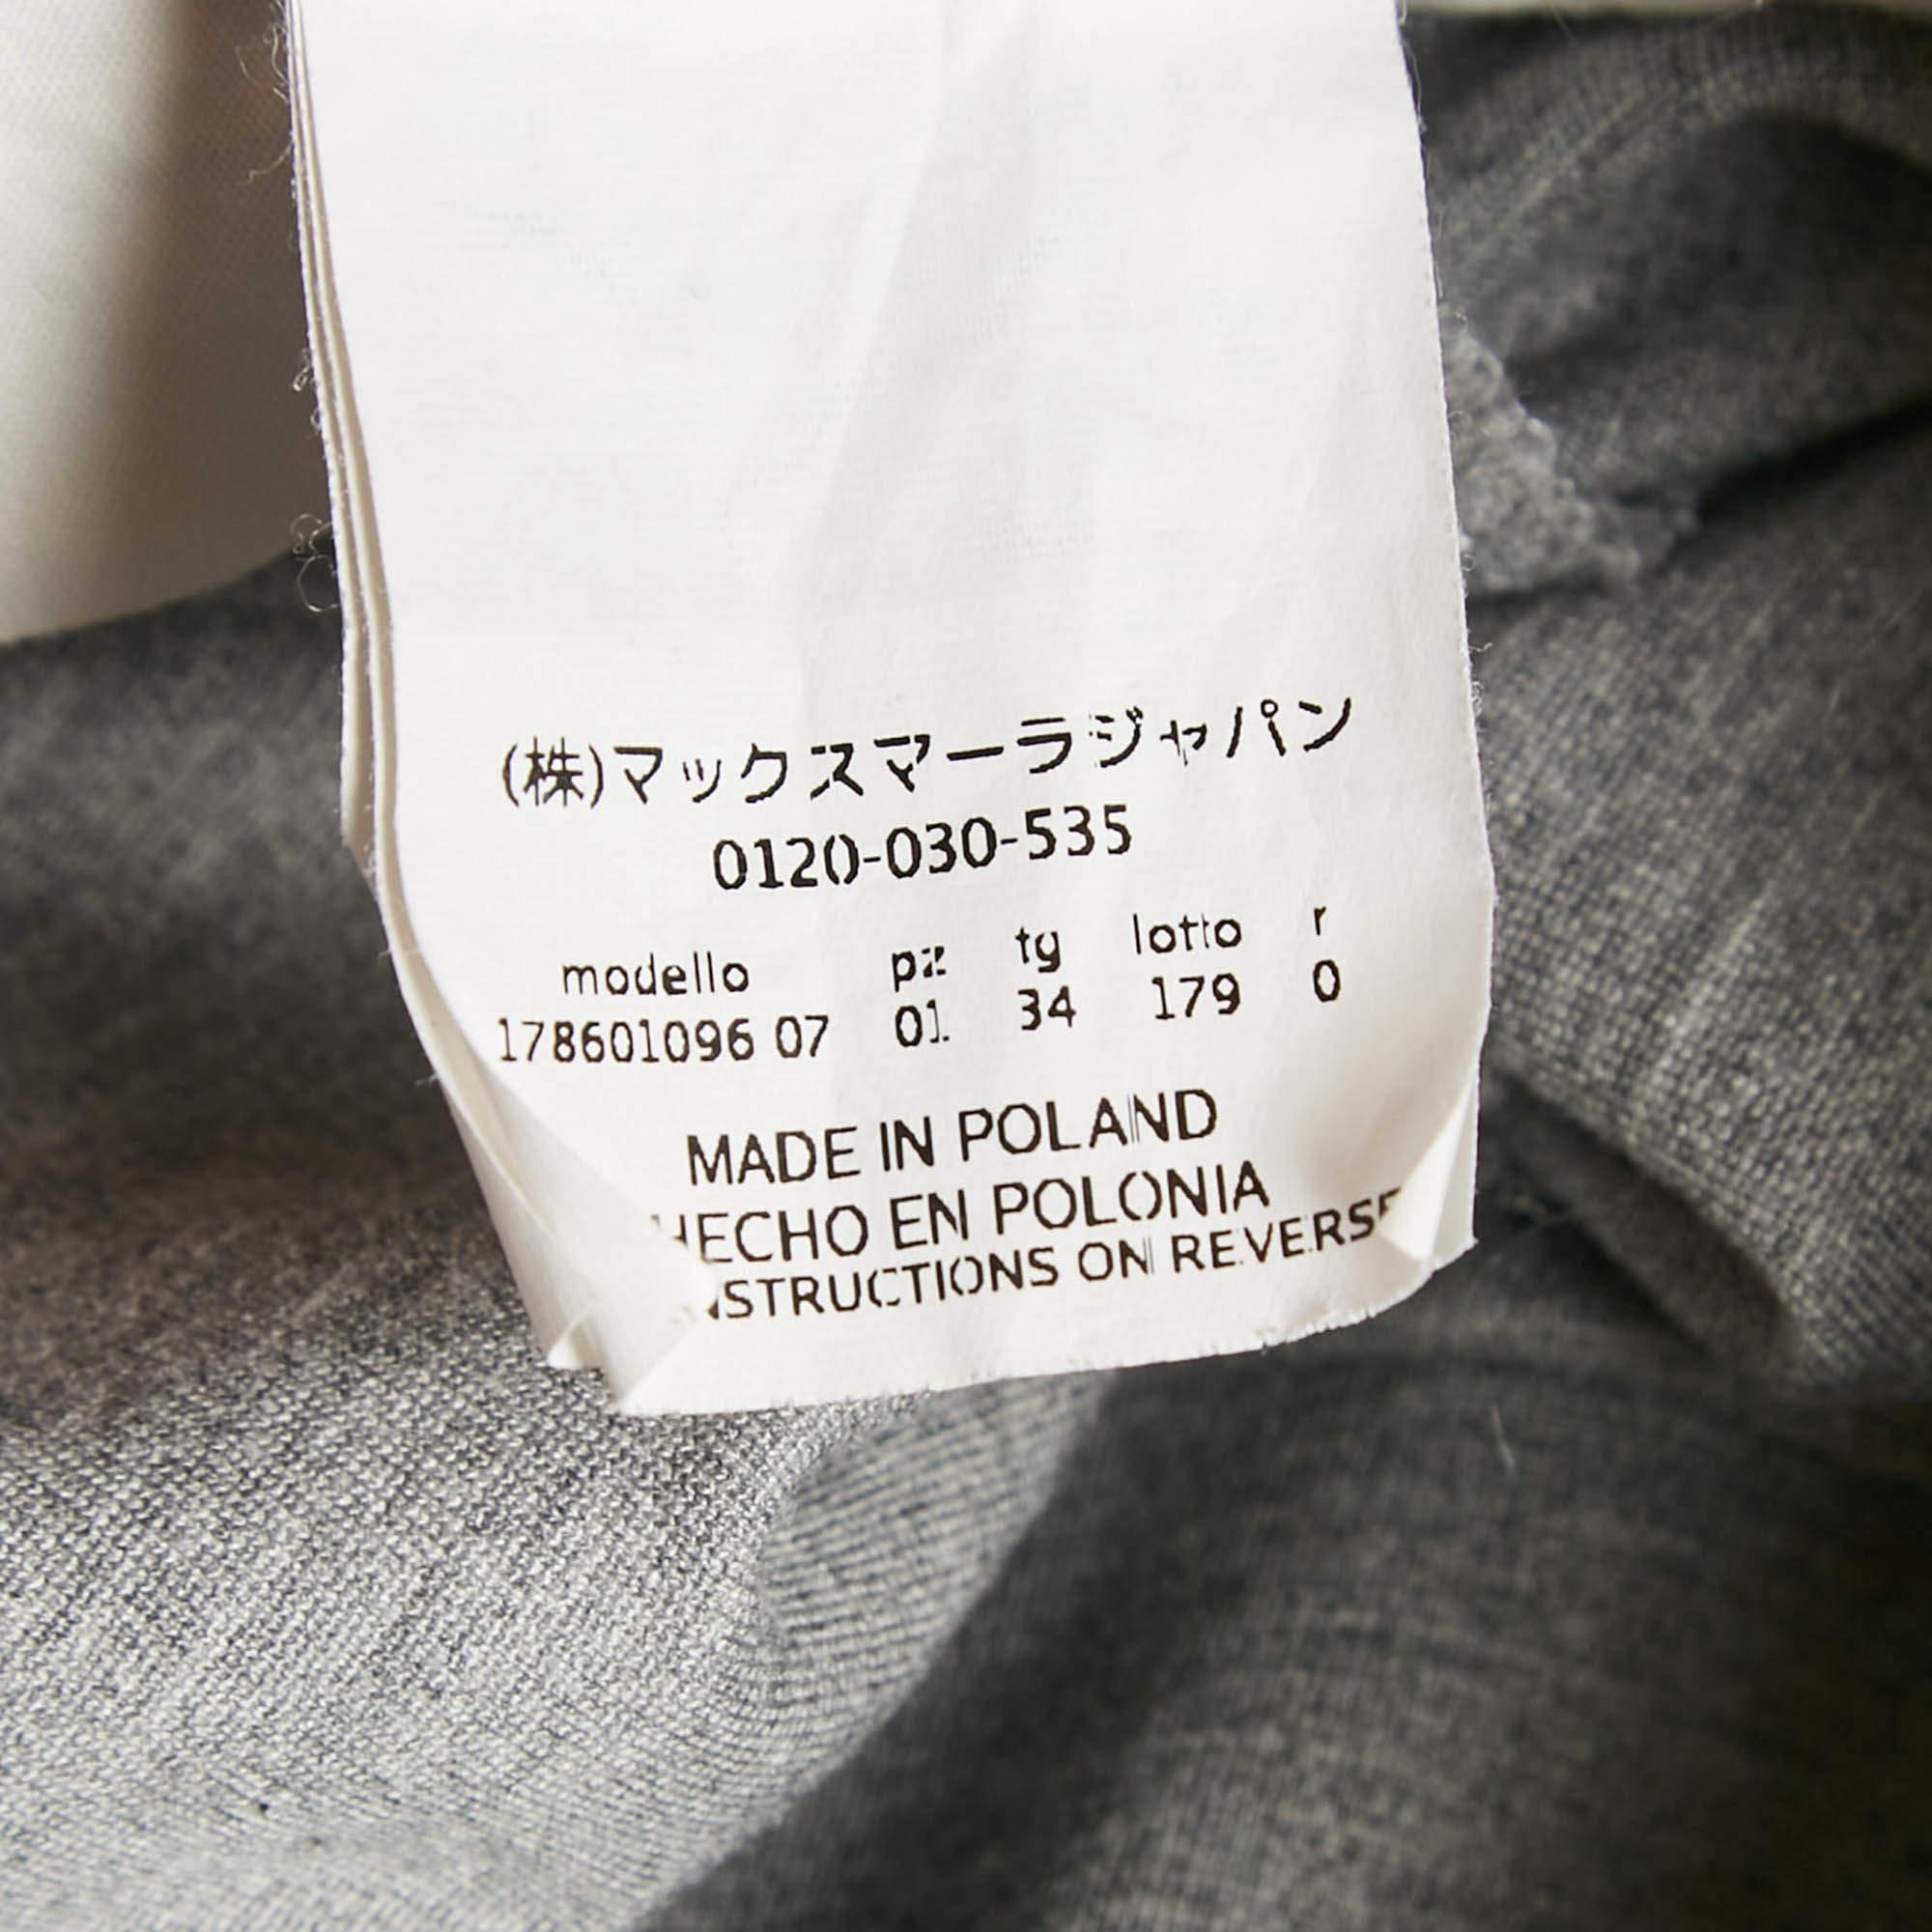 (株)マックスマーラジャパン
0120-030-535
modello pz tg lotto r
178601096 07 01 34 179 0
MADE IN POLAND
HECHO EN POLONIA
INSTRUCTIONS ON REVERSE